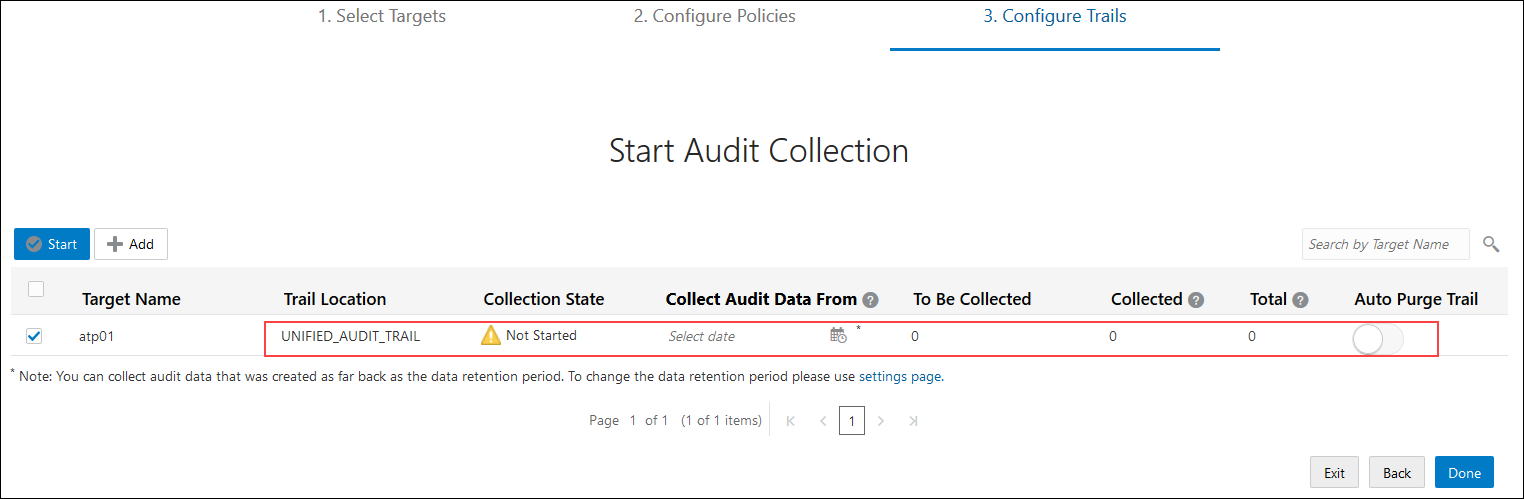 1. Select Targets 2. Configure Policies 3. Configure Trails
Start Audit Collection
Start Add Search by Target Name
Target Name Trail Location Collection State Collect Audit Data From ? To Be Collected Collected ? Total ? Auto Purge Trail
atp01 UNIFIED_AUDIT_TRAIL Not Started Select date * 0 0 0
* Note: You can collect audit data that was created as far back as the data retention period. To change the data retention period please use settings page.
Page 1 of 1 (1 of 1 items) 1
Exit Back Done